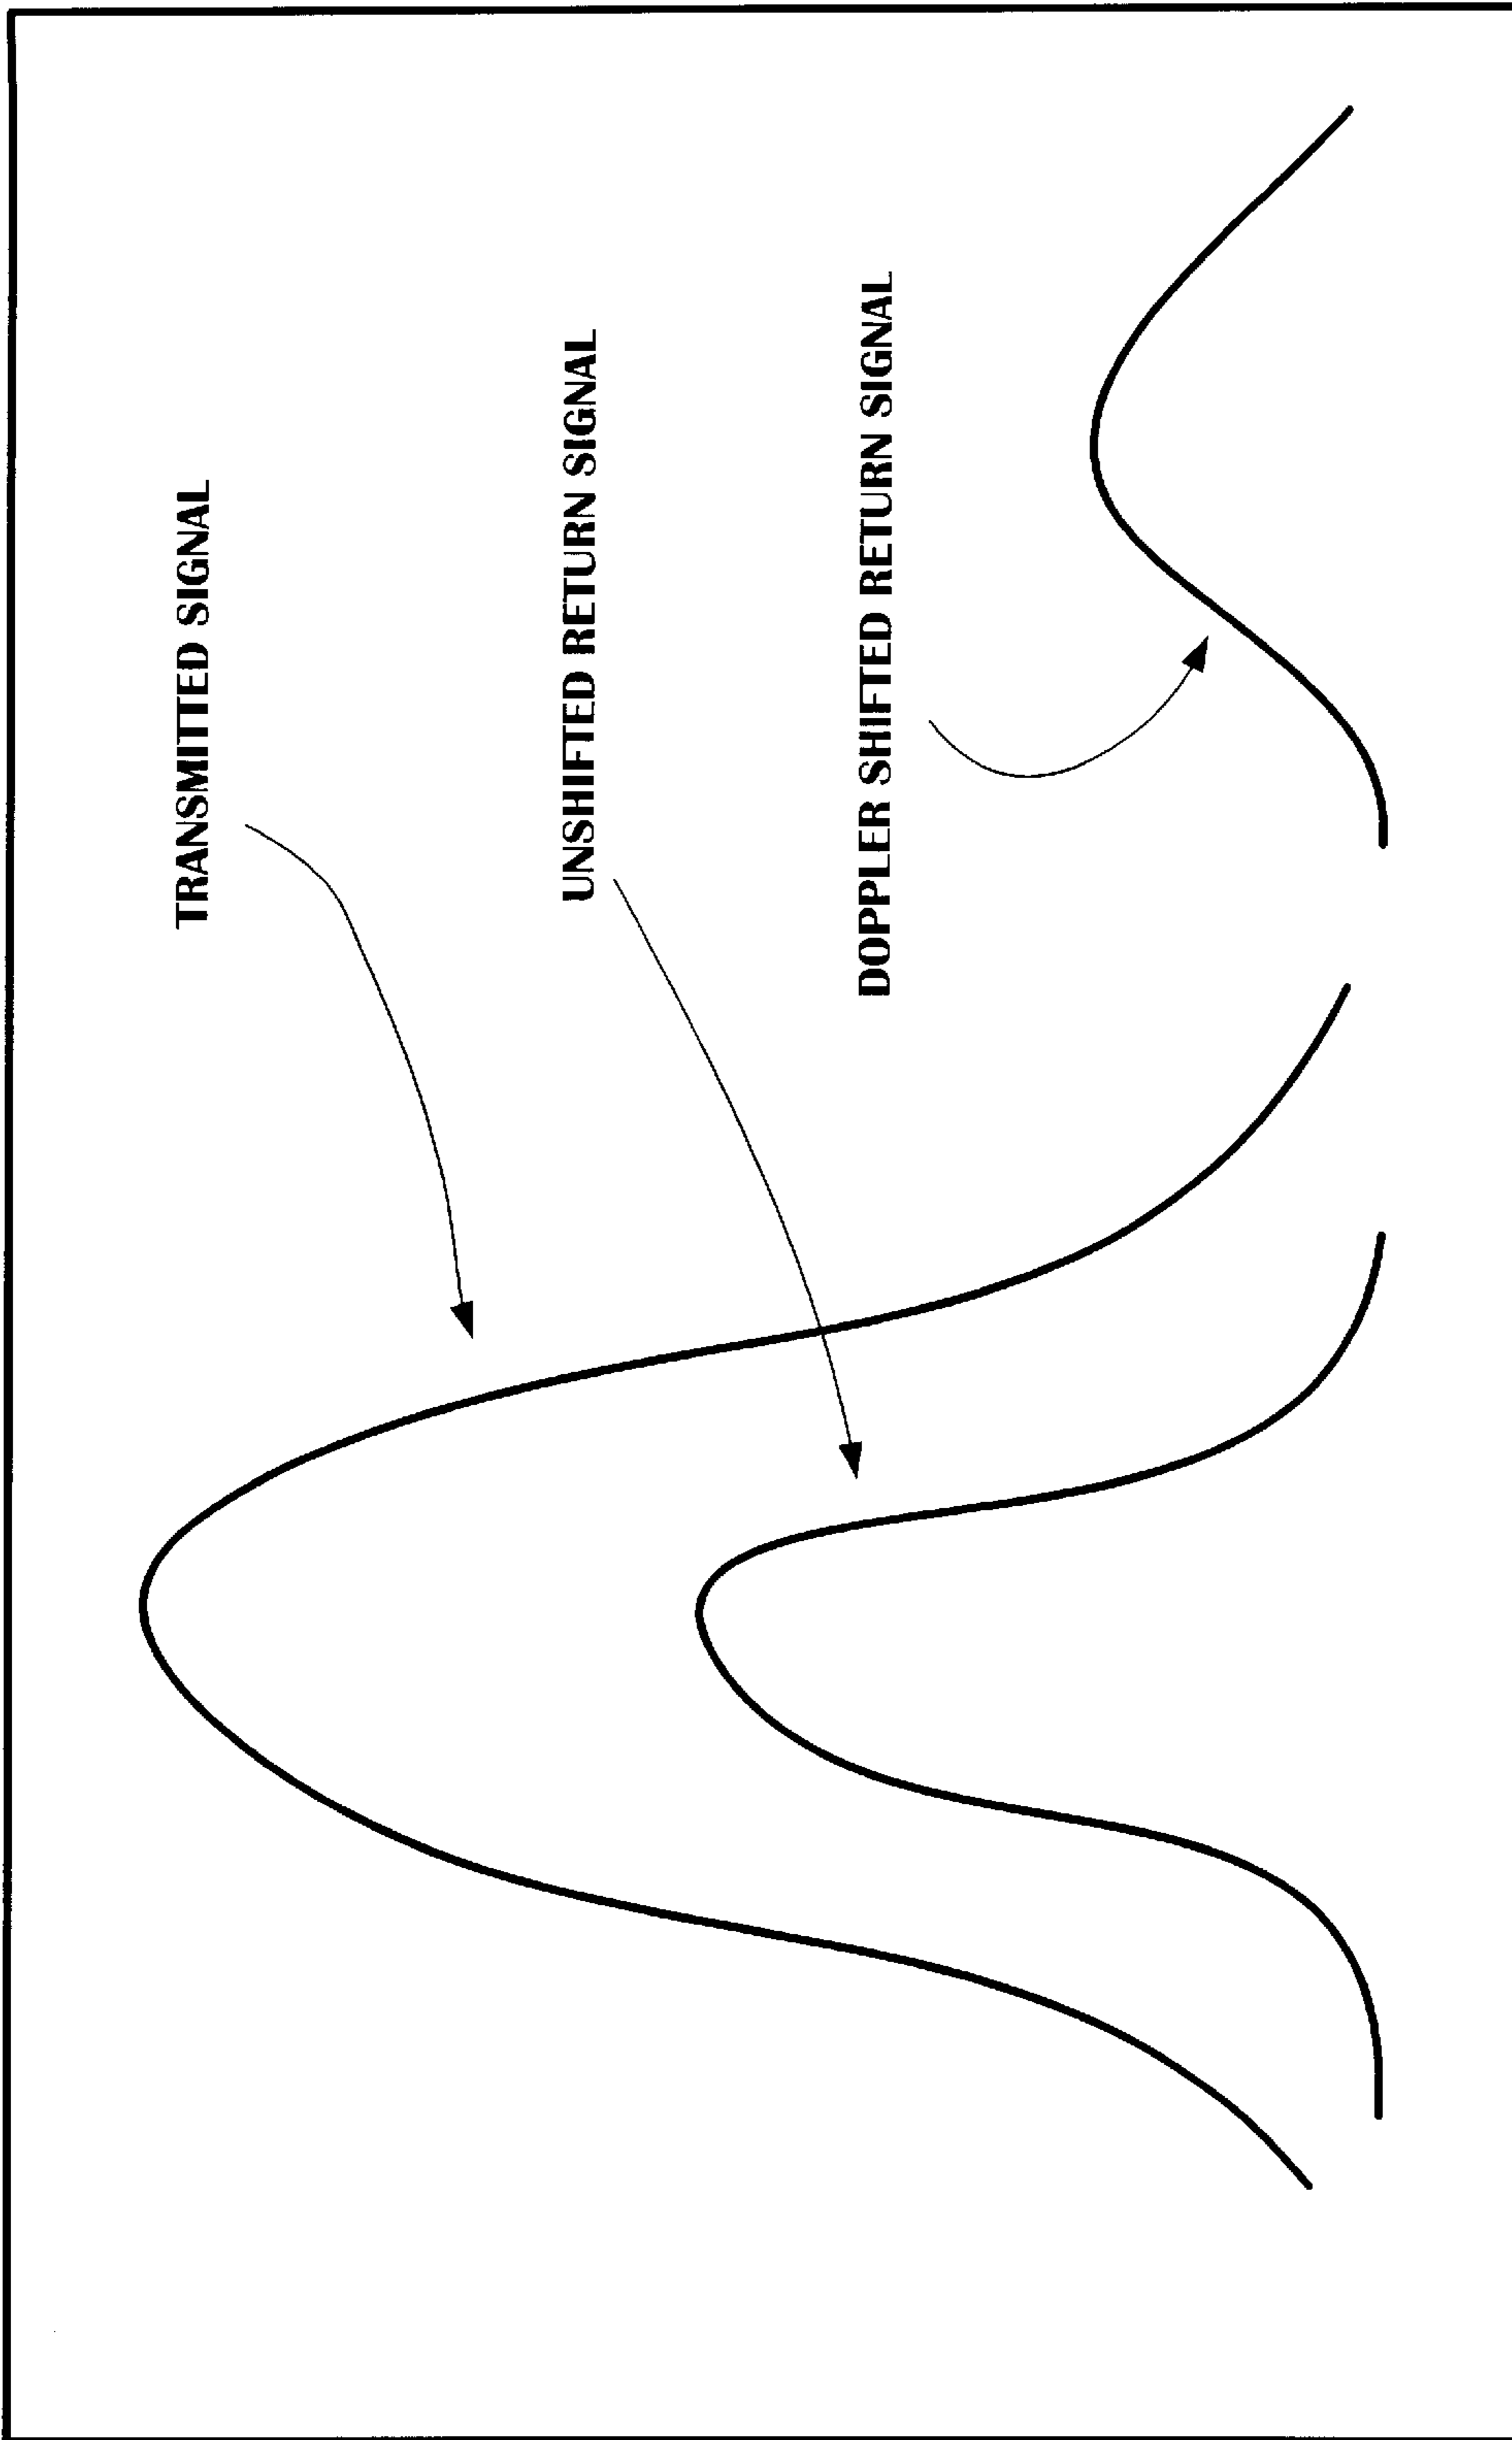 TRANSMITTED SIGNAL
UNSHIFTED RETURN SIGNAL
DOPPLER SHIFTED RETURN SIGNAL